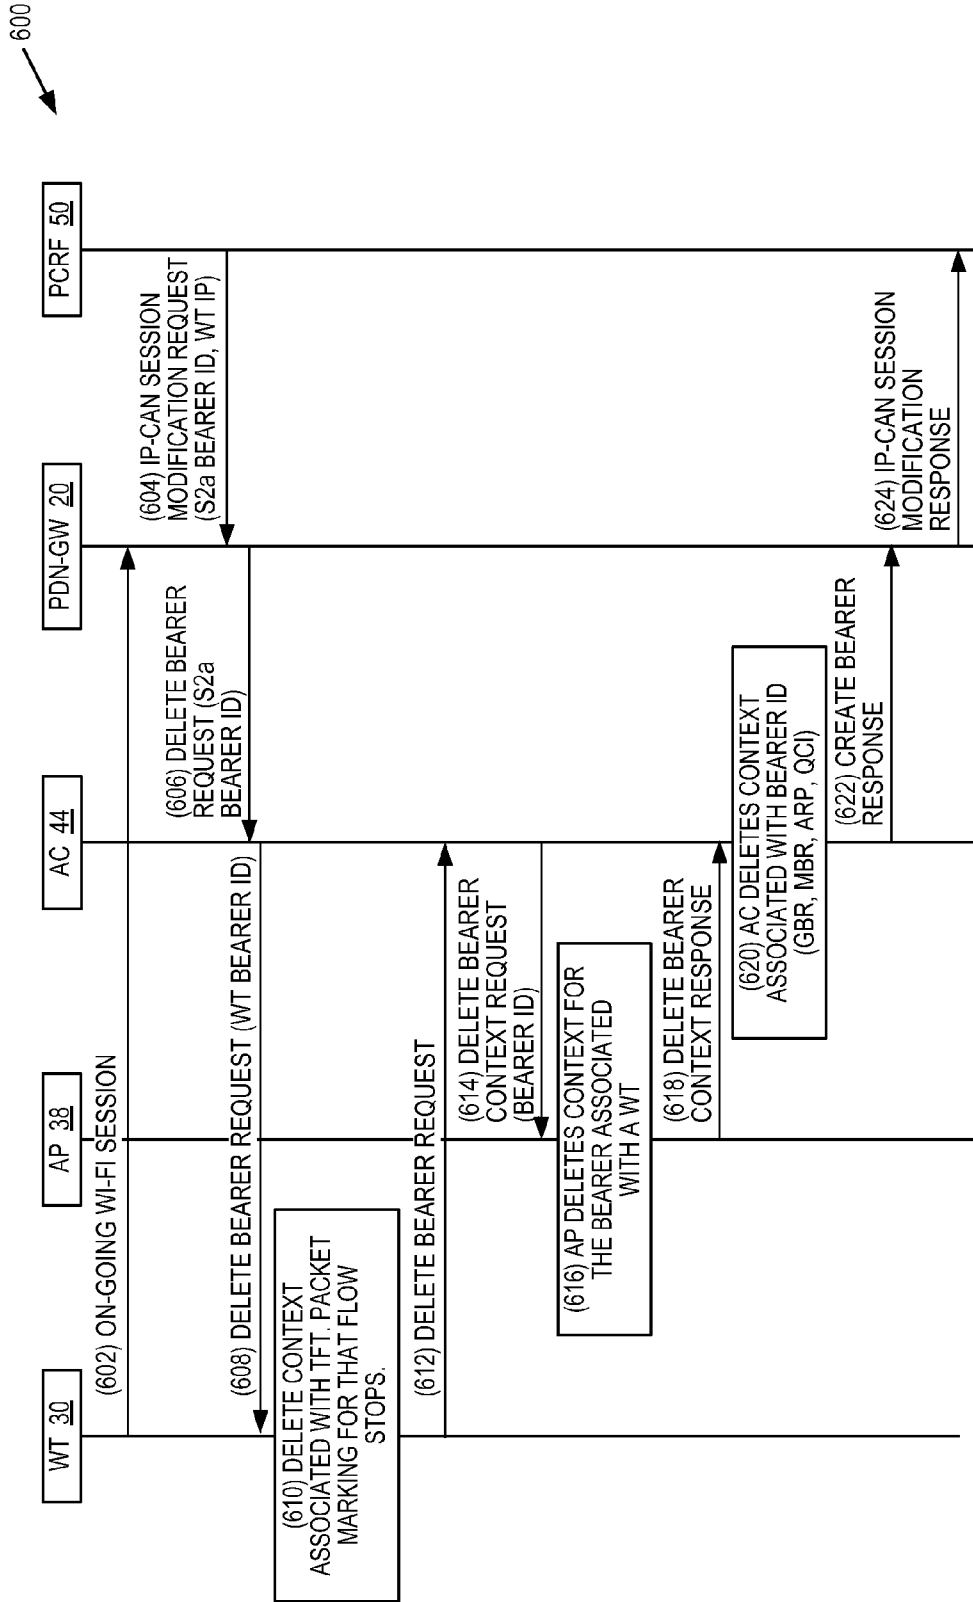 600
WT 30
AP 38
AC 44
PDN-GW 20
PCRF 50
(602) ON-GOING WI-FI SESSION
(604) IP-CAN SESSION
MODIFICATION REQUEST
(S2a BEARER ID, WT IP)
(606) DELETE BEARER
REQUEST (S2a
BEARER ID)
(608) DELETE BEARER REQUEST (WT BEARER ID)
(610) DELETE CONTEXT
ASSOCIATED WITH TFT. PACKET
MARKING FOR THAT FLOW
STOPS.
(612) DELETE BEARER REQUEST
(614) DELETE BEARER
CONTEXT REQUEST
(BEARER ID)
(616) AP DELETES CONTEXT FOR
THE BEARER ASSOCIATED
WITH A WT
(618) DELETE BEARER
CONTEXT RESPONSE
(620) AC DELETES CONTEXT
ASSOCIATED WITH BEARER ID
(GBR, MBR, ARP, QCI)
(622) CREATE BEARER
RESPONSE
(624) IP-CAN SESSION
MODIFICATION
RESPONSE